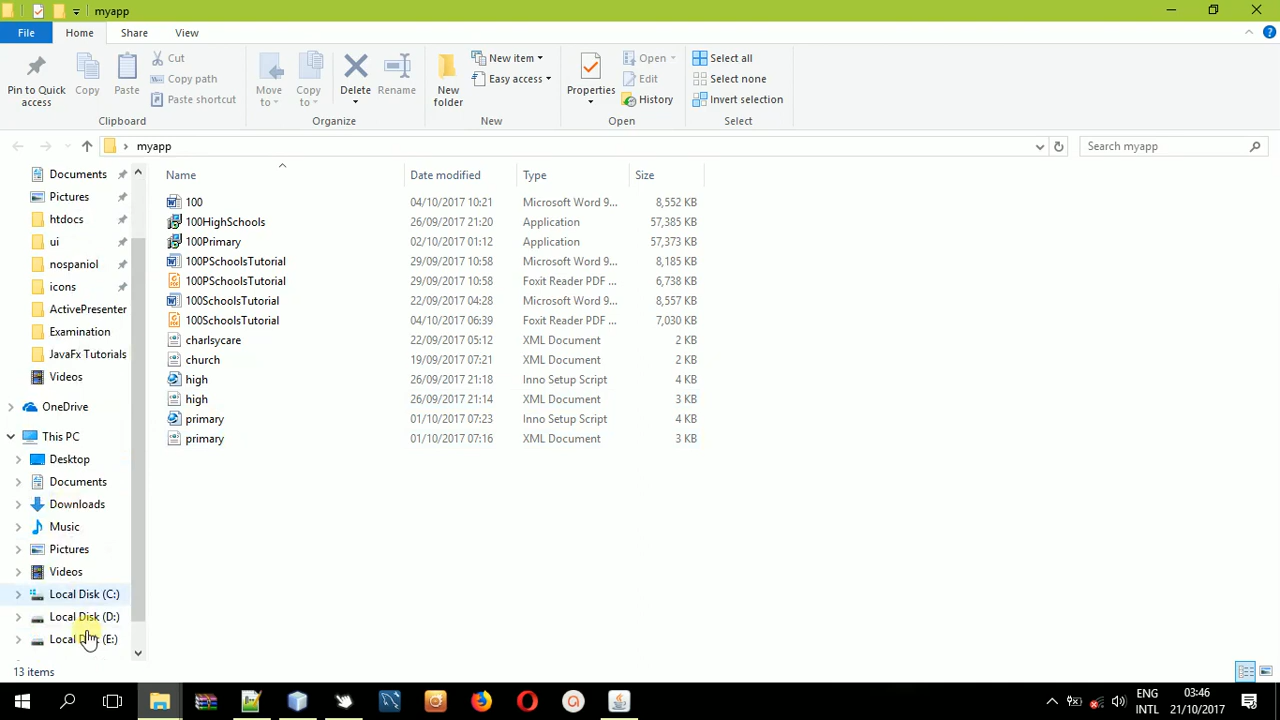 myapp
File Home Share View
Pin to Quick access
Copy
Paste
Cut
Copy path
Paste shortcut
Clipboard
Move to
Copy to
Delete
Rename
Organize
New folder
New item
Easy access
New
Properties
Open
Edit
History
Open
Select all
Select none
Invert selection
Select
myapp
Search myapp
Documents
Pictures
htdocs
ui
nospaniol
icons
ActivePresenter
Examination
JavaFx Tutorials
Videos
OneDrive
This PC
Desktop
Documents
Downloads
Music
Pictures
Videos
Local Disk (C:)
Local Disk (D:)
Local Disk (E:)
Name Date modified Type Size
100 04/10/2017 10:21 Microsoft Word 9... 8,552 KB
100HighSchools 26/09/2017 21:20 Application 57,385 KB
100Primary 02/10/2017 01:12 Application 57,373 KB
100PSchoolsTutorial 29/09/2017 10:58 Microsoft Word 9... 8,185 KB
100PSchoolsTutorial 29/09/2017 10:58 Foxit Reader PDF ... 6,738 KB
100SchoolsTutorial 22/09/2017 04:28 Microsoft Word 9... 8,557 KB
100SchoolsTutorial 04/10/2017 06:39 Foxit Reader PDF ... 7,030 KB
charlsycare 22/09/2017 05:12 XML Document 2 KB
church 19/09/2017 07:21 XML Document 2 KB
high 26/09/2017 21:18 Inno Setup Script 4 KB
high 26/09/2017 21:14 XML Document 3 KB
primary 01/10/2017 07:23 Inno Setup Script 4 KB
primary 01/10/2017 07:16 XML Document 3 KB
13 items
ENG
INTL
03:46
21/10/2017